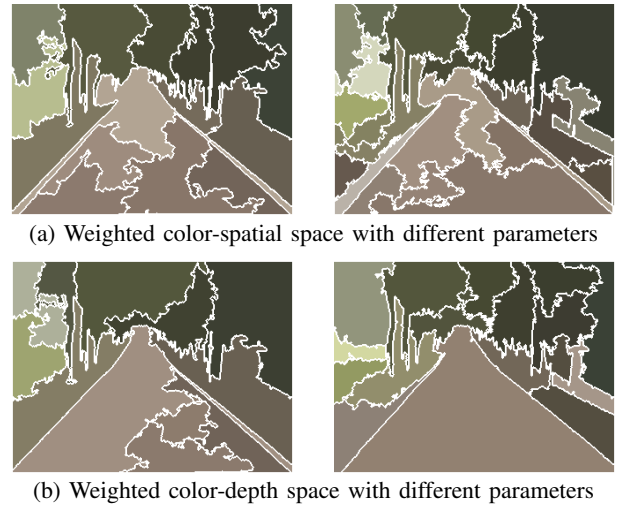 (a) Weighted color-spatial space with different parameters
(b) Weighted color-depth space with different parameters